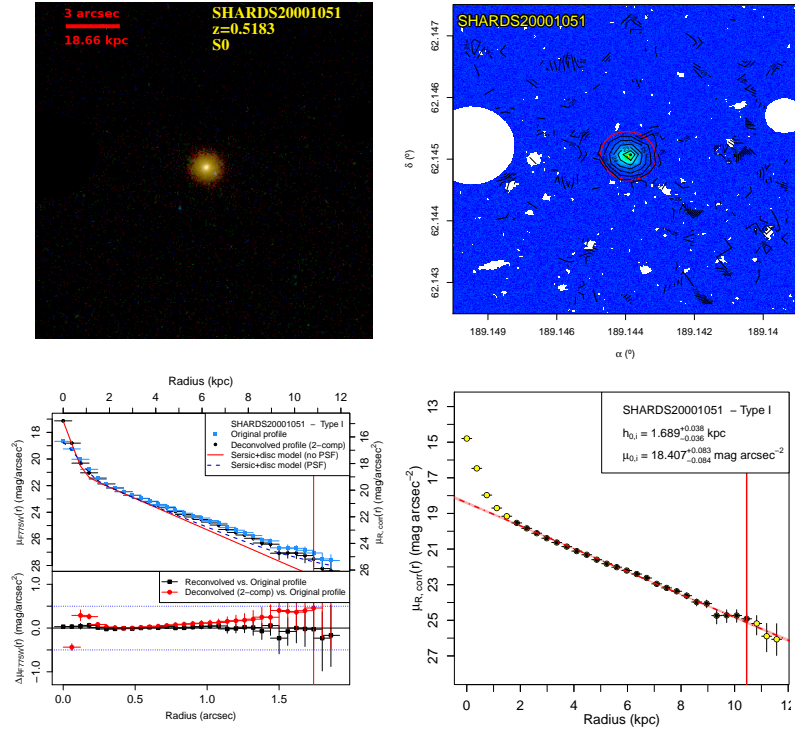 3 arcsec
18.66 kpc
SHARDS20001051
z=0.5183
S0
SHARDS20001051
62.147
62.146
62.145
62.144
62.143
δ (º)
189.149
189.146
189.144
189.142
189.14
α (º)
Radius (kpc)
0 2 4 6 8 10 12
SHARDS20001051 – Type I
Original profile
Deconvolved profile (2−comp)
Sersic+disc model (no PSF)
Sersic+disc model (PSF)
μF775W(r) (mag/arcsec²)
18 20 22 24 26 28
μR, corr(r) (mag/arcsec²)
16 18 20 22 24 26
Reconvolved vs. Original profile
Deconvolved (2−comp) vs. Original profile
ΔμF775W(r) (mag/arcsec²)
−1.0 0.0 1.0
0.0 0.5 1.0 1.5
Radius (arcsec)
SHARDS20001051 – Type I
h0,i = 1.689 +0.038 −0.036 kpc
μ0,i = 18.407 +0.083 −0.084 mag arcsec−2
μR, corr(r) (mag arcsec−2)
13 15 17 19 21 23 25 27
0 2 4 6 8 10 12
Radius (kpc)